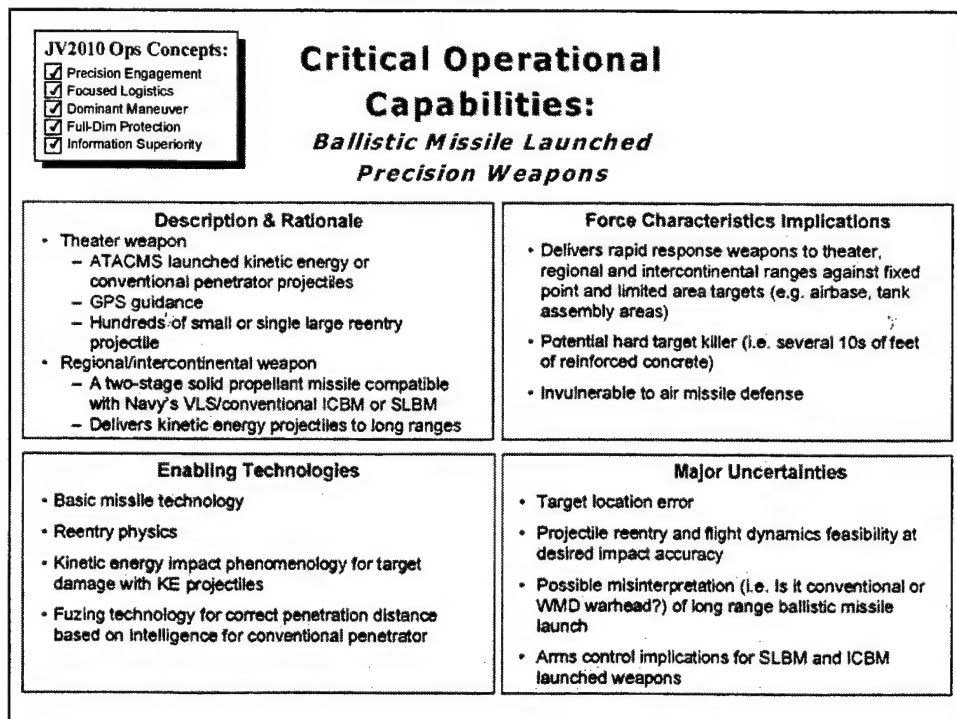 JV2010 Ops Concepts:
☑ Precision Engagement
☑ Focused Logistics
☑ Dominant Maneuver
☑ Full-Dim Protection
☑ Information Superiority
Critical Operational
Capabilities:
Ballistic Missile Launched
Precision Weapons
Description & Rationale
• Theater weapon
– ATACMS launched kinetic energy or
conventional penetrator projectiles
– GPS guidance
– Hundreds of small or single large reentry
projectile
• Regional/intercontinental weapon
– A two-stage solid propellant missile compatible
with Navy's VLS/conventional ICBM or SLBM
– Delivers kinetic energy projectiles to long ranges
Force Characteristics Implications
• Delivers rapid response weapons to theater,
regional and intercontinental ranges against fixed
point and limited area targets (e.g. airbase, tank
assembly areas)
• Potential hard target killer (i.e. several 10s of feet
of reinforced concrete)
• Invulnerable to air missile defense
Enabling Technologies
• Basic missile technology
• Reentry physics
• Kinetic energy impact phenomenology for target
damage with KE projectiles
• Fuzing technology for correct penetration distance
based on intelligence for conventional penetrator
Major Uncertainties
• Target location error
• Projectile reentry and flight dynamics feasibility at
desired impact accuracy
• Possible misinterpretation (i.e. Is it conventional or
WMD warhead?) of long range ballistic missile
launch
• Arms control implications for SLBM and ICBM
launched weapons